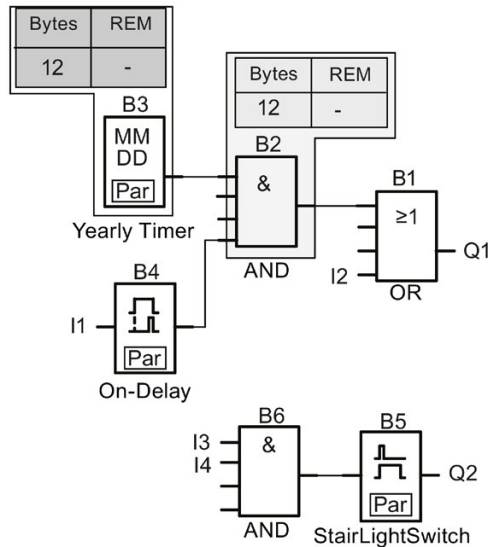 Bytes REM
12 -
B3
MM
DD
Par
Yearly Timer
Bytes REM
12 -
B2
&
AND
B1
≥1
I2
Q1
OR
B4
I1
Par
On-Delay
B6
I3
&
I4
AND
B5
Q2
Par
StairLightSwitch